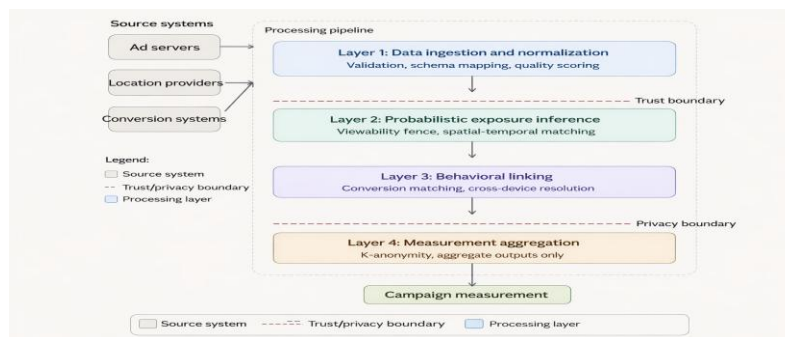 Source systems
Processing pipeline
Ad servers
Location providers
Conversion systems
Layer 1: Data ingestion and normalization
Validation, schema mapping, quality scoring
Trust boundary
Layer 2: Probabilistic exposure inference
Viewability fence, spatial-temporal matching
Layer 3: Behavioral linking
Conversion matching, cross-device resolution
Privacy boundary
Layer 4: Measurement aggregation
K-anonymity, aggregate outputs only
Campaign measurement
Legend:
Source system
Trust/privacy boundary
Processing layer
Source system
Trust/privacy boundary
Processing layer